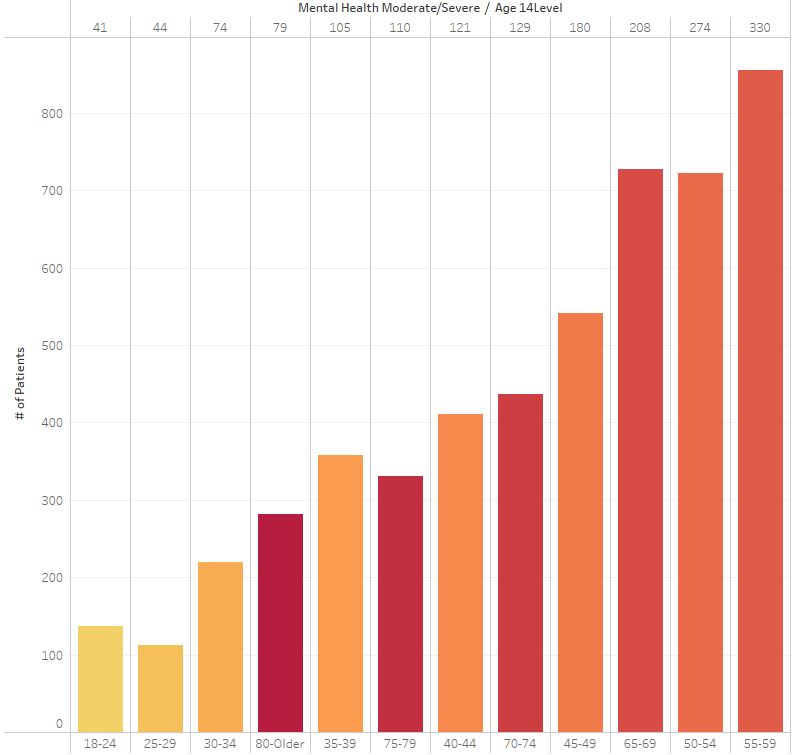 Mental Health Moderate/Severe / Age 14Level
41 44 74 79 105 110 121 129 180 208 274 330
800
700
600
500
# of Patients
400
300
200
100
0
18-24 25-29 30-34 80-Older 35-39 75-79 40-44 70-74 45-49 65-69 50-54 55-59